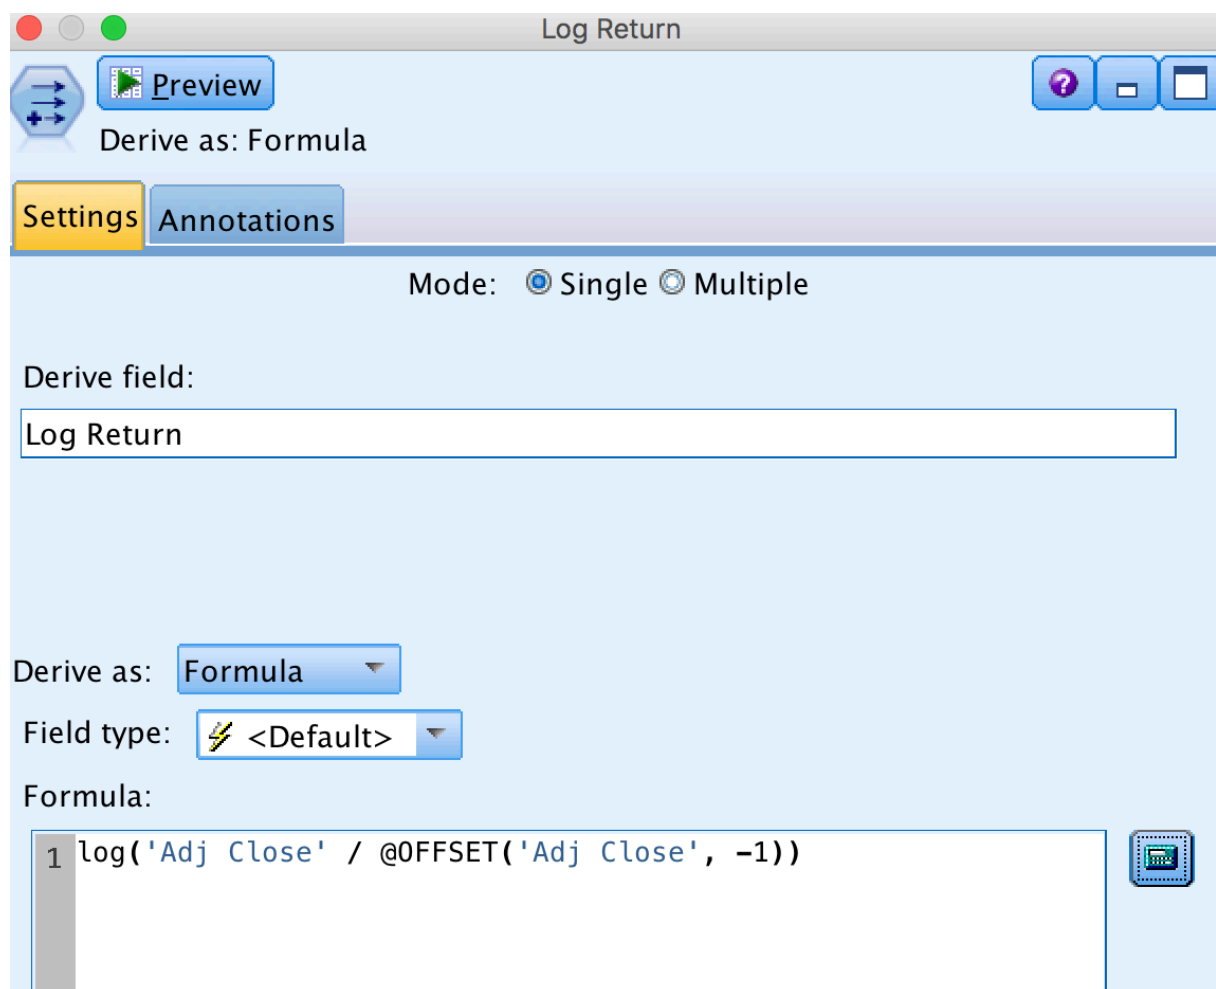 Log Return
Preview
Derive as: Formula
Settings Annotations
Mode: Single Multiple
Derive field:
Log Return
Derive as: Formula
Field type: <Default>
Formula:
1 log('Adj Close' / @OFFSET('Adj Close', -1))